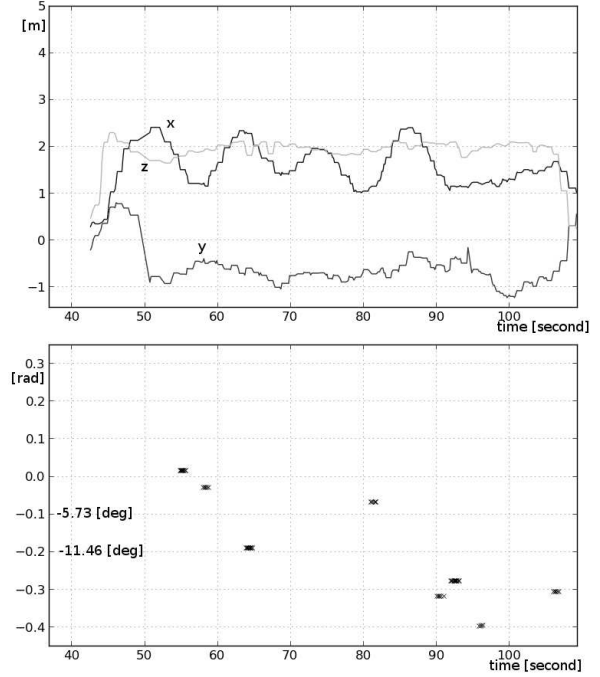 5
[m]
4
3
x
2
z
1
y
0
−1
40 50 60 70 80 90 100
time [second]
0.3
[rad]
0.2
0.1
0.0
-5.73 [deg]
−0.1
-11.46 [deg]
−0.2
−0.3
−0.4
40 50 60 70 80 90 100
time [second]